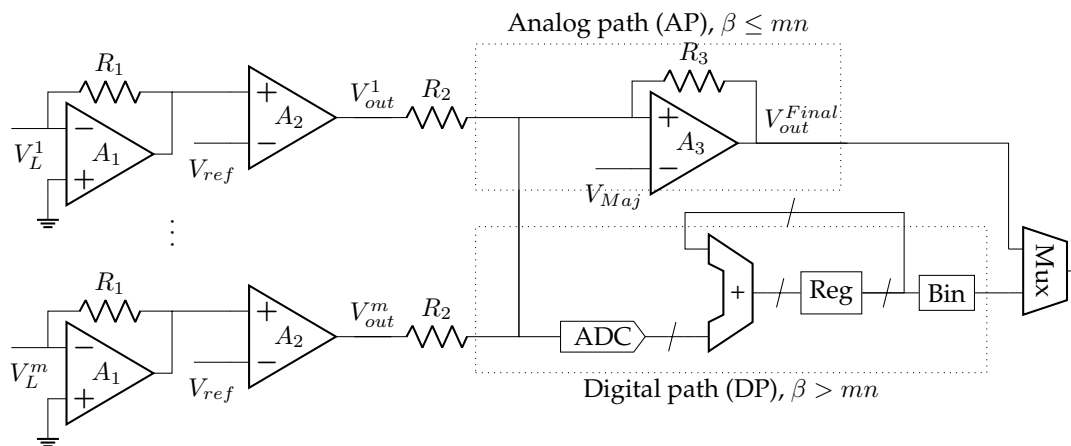 Analog path (AP), β ≤ mn
R₁
R₃
V_L^1
−
+
A₁
+
−
A₂
V_ref
V_out^1
R₂
+
−
A₃
V_Maj
V_out^Final
⋮
R₁
V_L^m
−
+
A₁
+
−
A₂
V_ref
V_out^m
R₂
ADC
+
Reg
Bin
Mux
Digital path (DP), β > mn